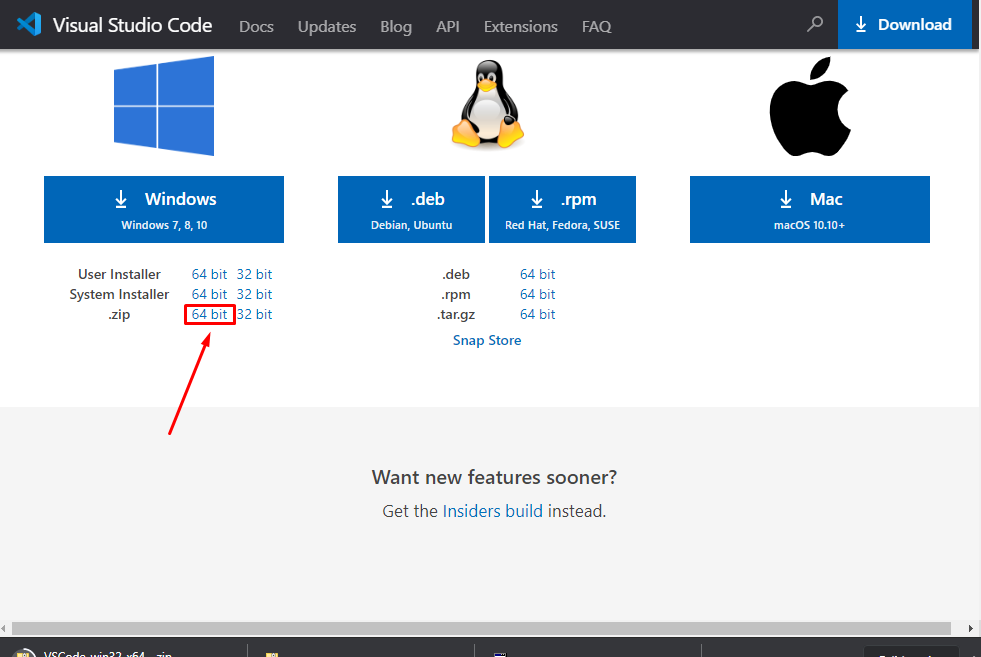 Visual Studio Code Docs Updates Blog API Extensions FAQ Download
Windows
Windows 7, 8, 10
.deb
Debian, Ubuntu
.rpm
Red Hat, Fedora, SUSE
Mac
macOS 10.10+
User Installer 64 bit 32 bit
System Installer 64 bit 32 bit
.zip 64 bit 32 bit
.deb 64 bit
.rpm 64 bit
.tar.gz 64 bit
Snap Store
Want new features sooner?
Get the Insiders build instead.